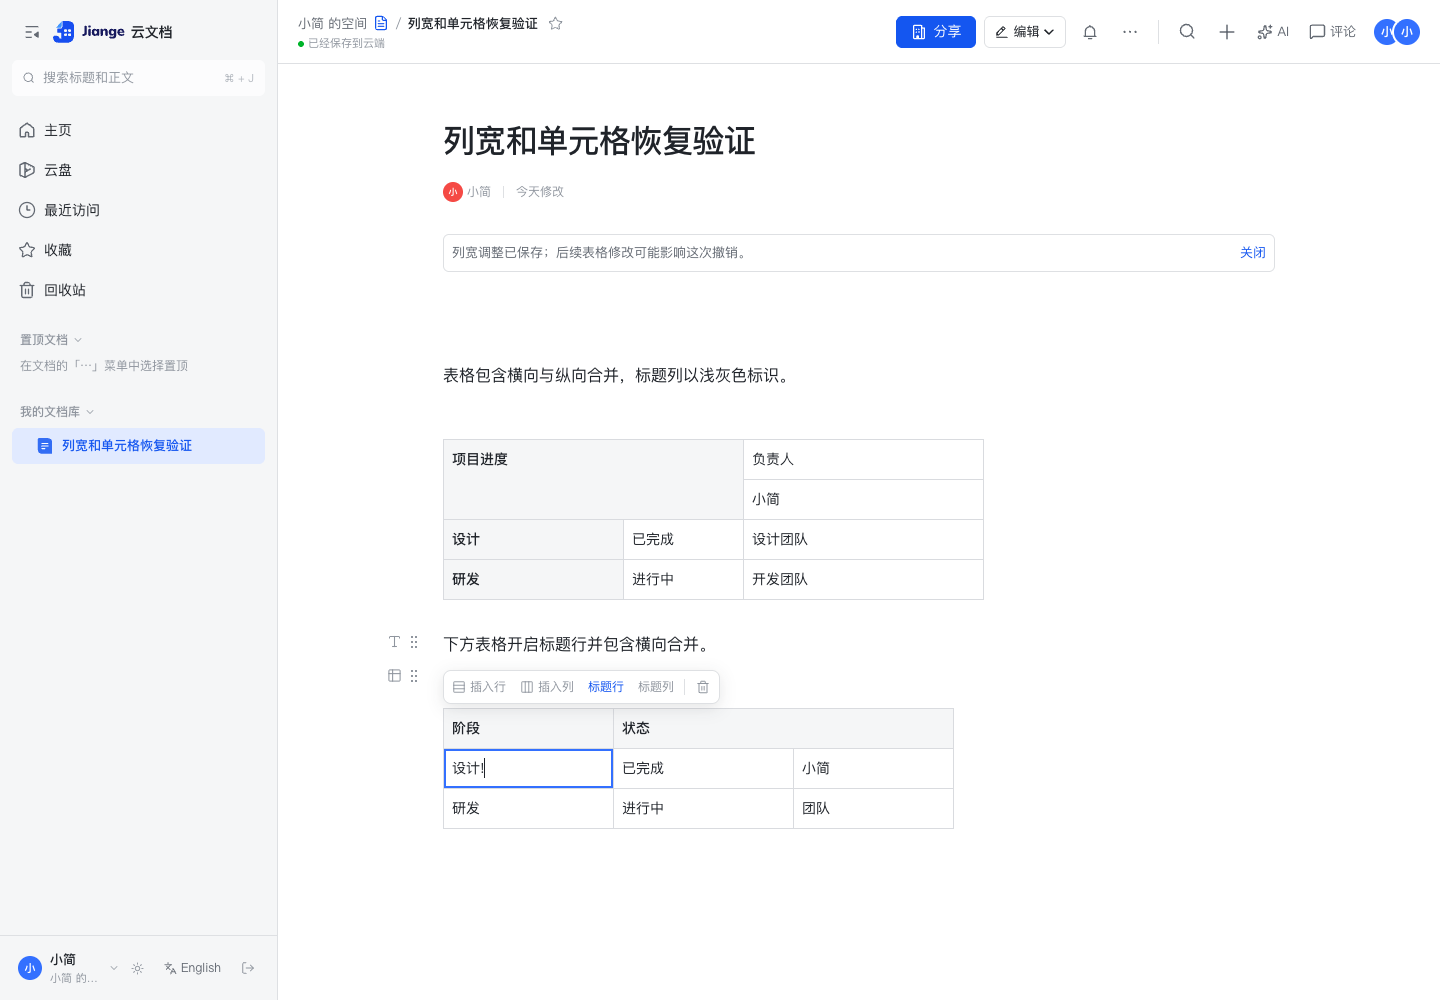 Jiange 云文档
搜索标题和正文
⌘ + J
主页
云盘
最近访问
收藏
回收站
置顶文档
在文档的「…」菜单中选择置顶
我的文档库
列宽和单元格恢复验证
小 小简
小简 的...
English
小简 的空间 / 列宽和单元格恢复验证
已经保存到云端
分享
编辑
AI
评论
小 小
列宽和单元格恢复验证
小 小简 今天修改
列宽调整已保存；后续表格修改可能影响这次撤销。
关闭
表格包含横向与纵向合并，标题列以浅灰色标识。
项目进度 负责人
小简
设计 已完成 设计团队
研发 进行中 开发团队
下方表格开启标题行并包含横向合并。
插入行 插入列 标题行 标题列
阶段 状态
设计! 已完成 小简
研发 进行中 团队